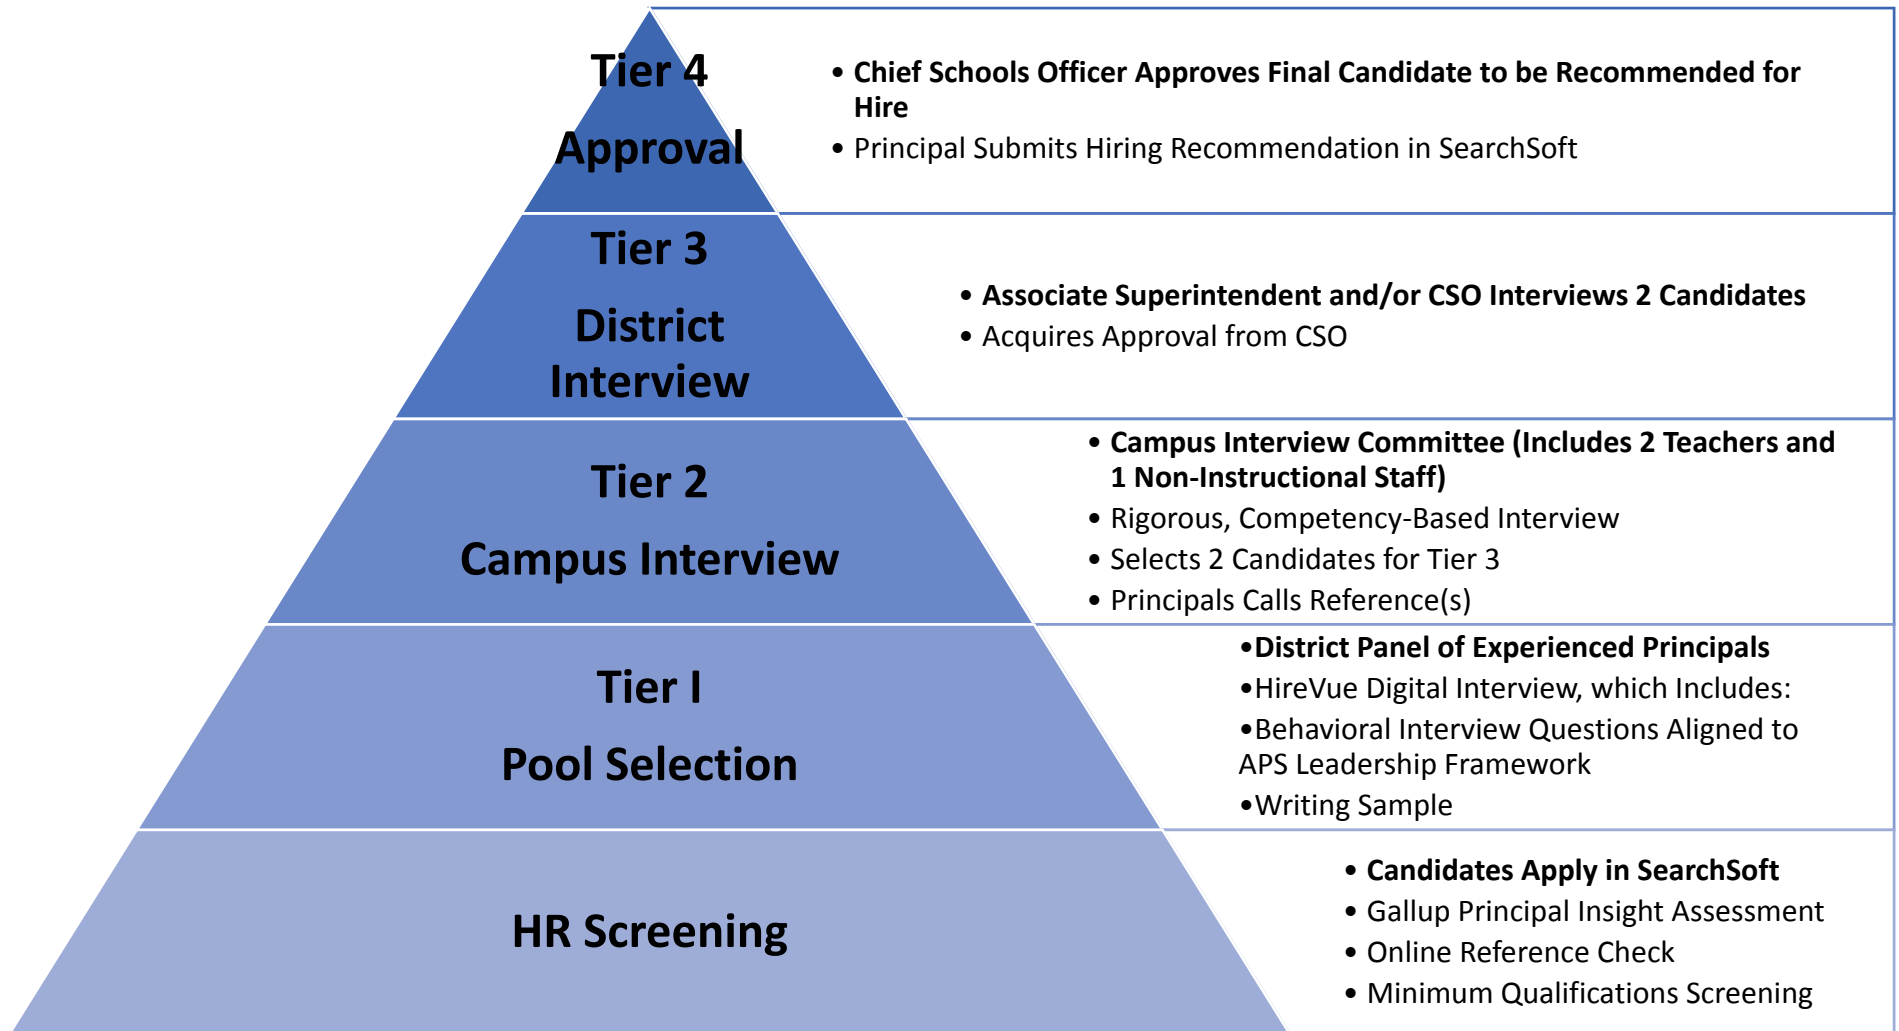 Tier 4
Approval
• Chief Schools Officer Approves Final Candidate to be Recommended for
Hire
• Principal Submits Hiring Recommendation in SearchSoft
Tier 3
District
Interview
• Associate Superintendent and/or CSO Interviews 2 Candidates
• Acquires Approval from CSO
Tier 2
Campus Interview
• Campus Interview Committee (Includes 2 Teachers and
1 Non-Instructional Staff)
• Rigorous, Competency-Based Interview
• Selects 2 Candidates for Tier 3
• Principals Calls Reference(s)
Tier I
Pool Selection
•District Panel of Experienced Principals
•HireVue Digital Interview, which Includes:
•Behavioral Interview Questions Aligned to
APS Leadership Framework
•Writing Sample
HR Screening
• Candidates Apply in SearchSoft
• Gallup Principal Insight Assessment
• Online Reference Check
• Minimum Qualifications Screening